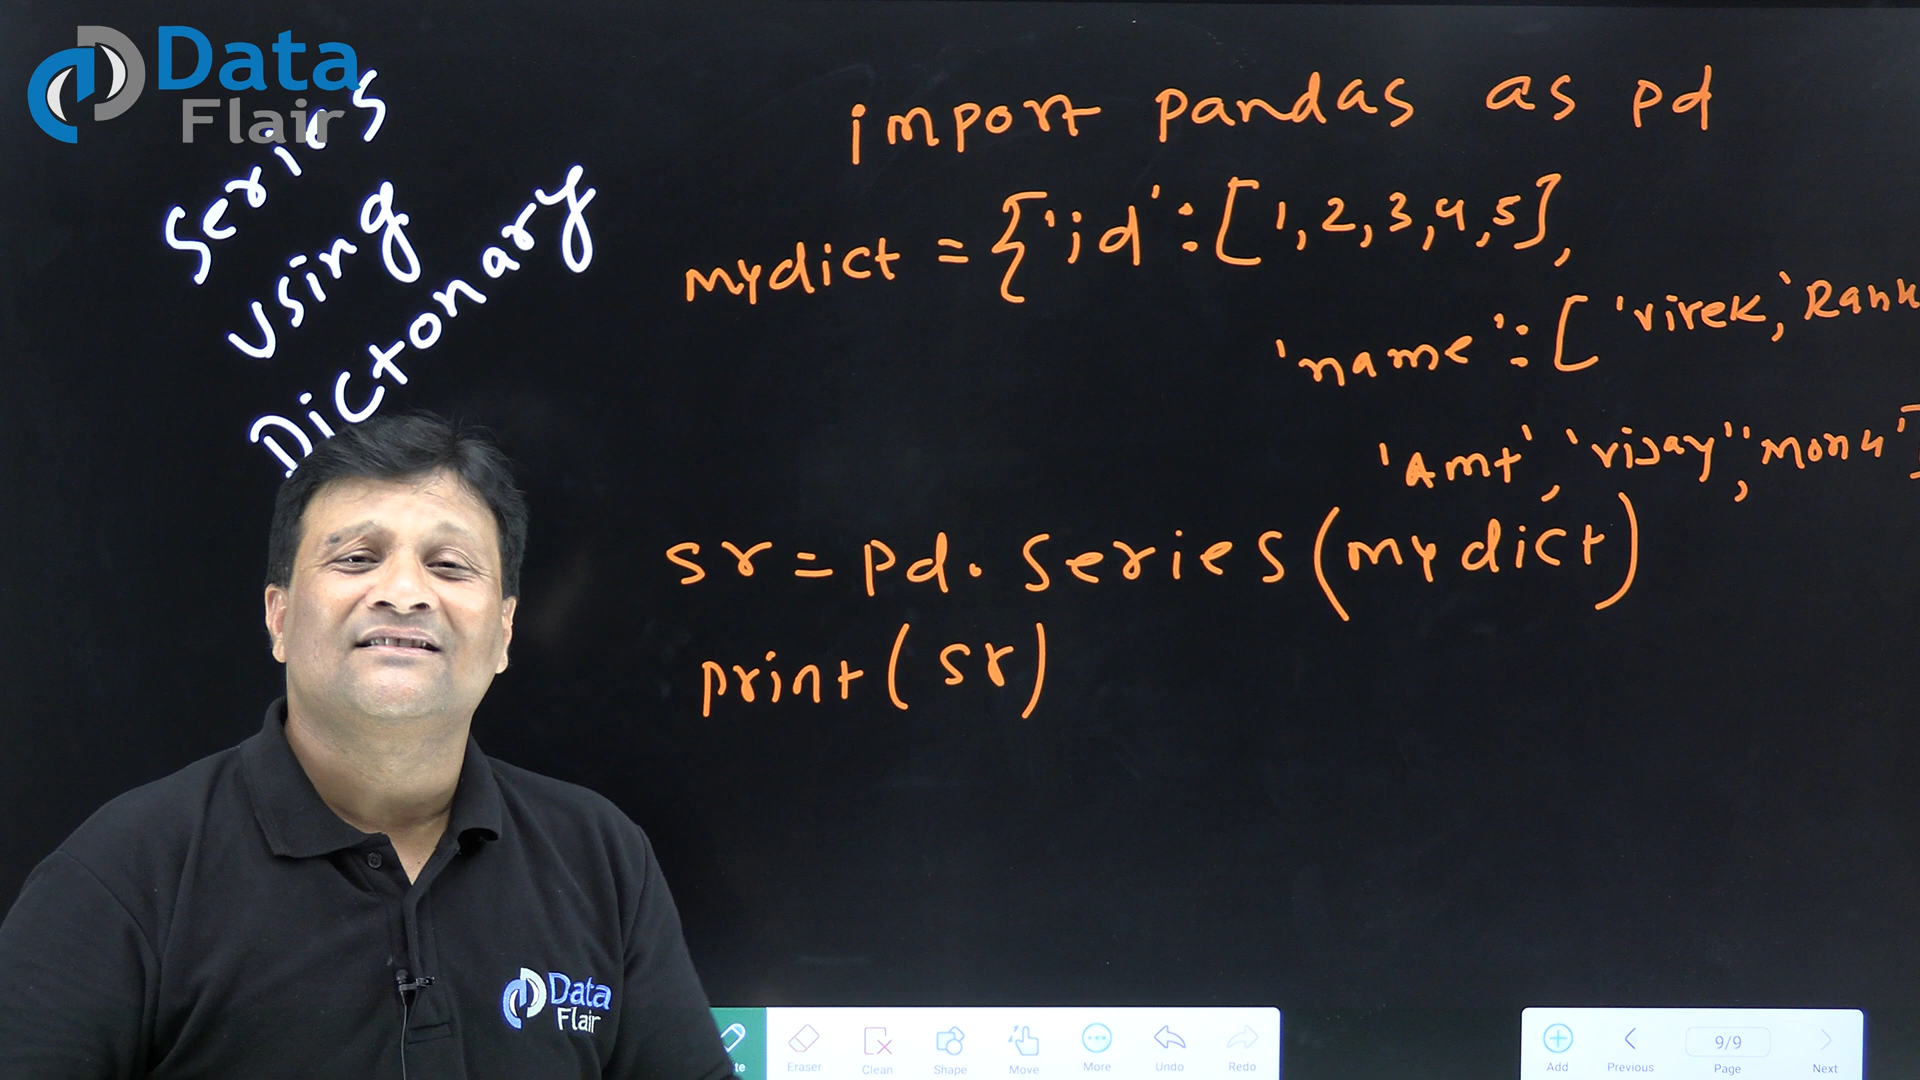 Data
Flair
Series
Using
Dictonary
import pandas as pd
mydict = {'id':[1,2,3,4,5],
'name':['virek,'Rank
'Amt','vijay'',Monu']
sr=pd.Series(mydict)
print(sr)
Data
Flair
Eraser
Clean
Shape
Move
More
Undo
Redo
Add
Previous
9/9
Page
Next